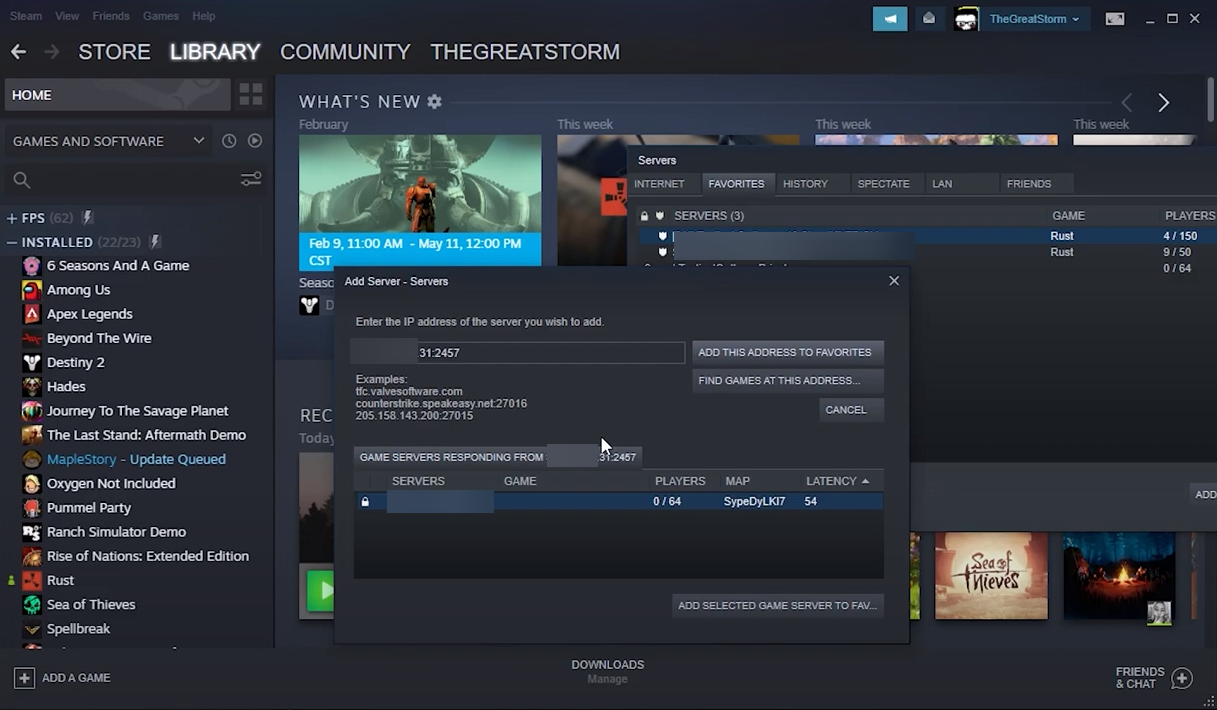 Steam View Friends Games Help
TheGreatStorm
STORE LIBRARY COMMUNITY THEGREATSTORM
HOME
GAMES AND SOFTWARE
FPS (62)
INSTALLED (22/23)
6 Seasons And A Game
Among Us
Apex Legends
Beyond The Wire
Destiny 2
Hades
Journey To The Savage Planet
The Last Stand: Aftermath Demo
MapleStory - Update Queued
Oxygen Not Included
Pummel Party
Ranch Simulator Demo
Rise of Nations: Extended Edition
Rust
Sea of Thieves
Spellbreak
WHAT'S NEW
February
This week
This week
This week
Feb 9, 11:00 AM - May 11, 12:00 PM
CST
Servers
INTERNET FAVORITES HISTORY SPECTATE LAN FRIENDS
SERVERS (3) GAME PLAYERS
Rust 4 / 150
Rust 9 / 50
0 / 64
Add Server - Servers
Enter the IP address of the server you wish to add.
31:2457
ADD THIS ADDRESS TO FAVORITES
Examples:
tfc.valvesoftware.com
counterstrike.speakeasy.net:27016
205.158.143.200:27015
FIND GAMES AT THIS ADDRESS...
CANCEL
GAME SERVERS RESPONDING FROM 31:2457
SERVERS GAME PLAYERS MAP LATENCY
0 / 64 SypeDyLKI7 54
ADD SELECTED GAME SERVER TO FAV...
ADD
Sea of
Thieves
ADD A GAME
DOWNLOADS
Manage
FRIENDS
& CHAT